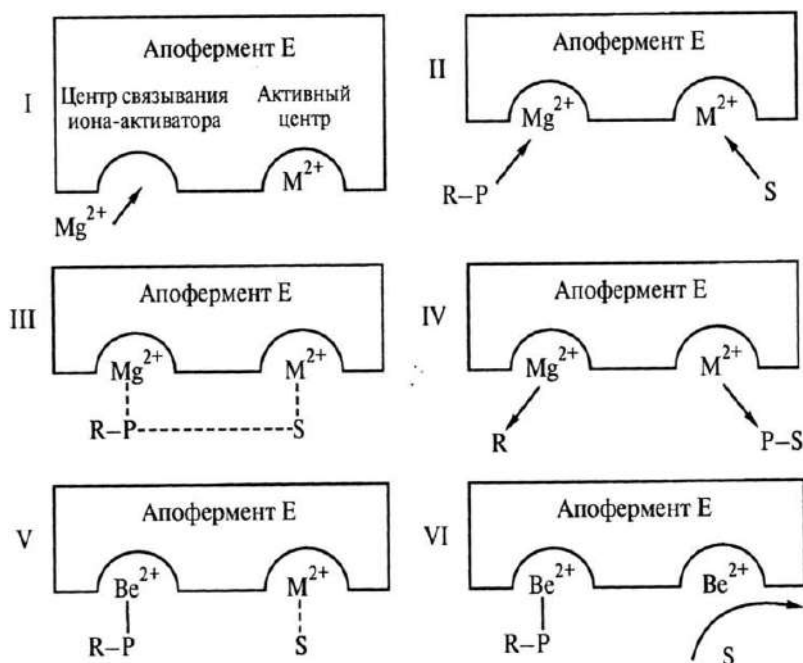 I
Апофермент Е
Центр связывания
иона-активатора
Активный
центр
M²⁺
Mg²⁺
II
Апофермент Е
Mg²⁺
M²⁺
R–P
S
III
Апофермент Е
Mg²⁺
M²⁺
R–P
S
IV
Апофермент Е
Mg²⁺
M²⁺
R
P–S
V
Апофермент Е
Be²⁺
M²⁺
R–P
S
VI
Апофермент Е
Be²⁺
Be²⁺
R–P
S